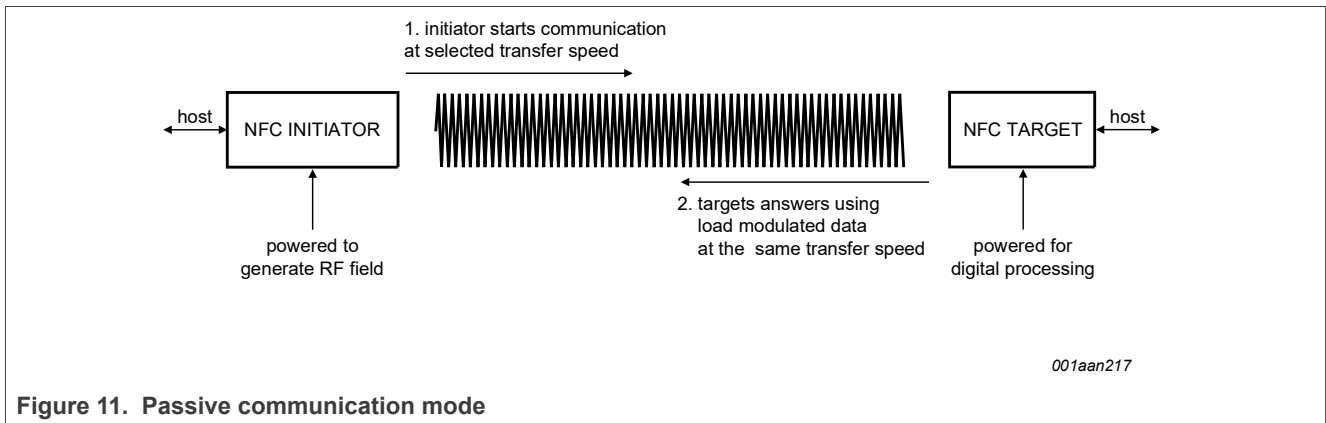 1. initiator starts communication
at selected transfer speed
host
NFC INITIATOR
NFC TARGET
host
2. targets answers using
load modulated data
at the same transfer speed
powered to
generate RF field
powered for
digital processing
001aan217
Figure 11. Passive communication mode